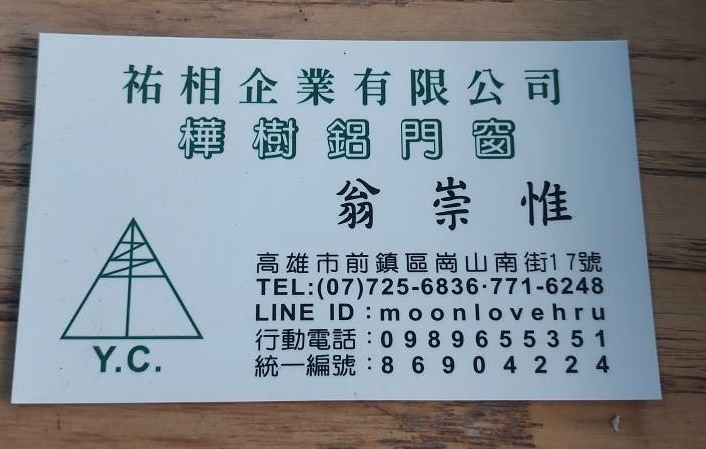 祐相企業有限公司
樺樹鋁門窗
翁崇惟
高雄市前鎮區崗山南街17號
TEL:(07)725-6836·771-6248
LINE ID：moonlovehru
行動電話：0989655351
統一編號：86904224
Y.C.